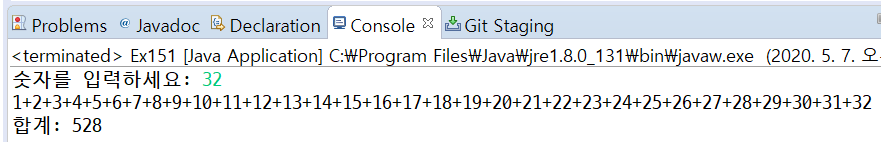 Problems @ Javadoc Declaration Console Git Staging
<terminated> Ex151 [Java Application] C:₩Program Files₩Java₩jre1.8.0_131₩bin₩javaw.exe (2020. 5. 7. 오
숫자를 입력하세요: 32
1+2+3+4+5+6+7+8+9+10+11+12+13+14+15+16+17+18+19+20+21+22+23+24+25+26+27+28+29+30+31+32
합계: 528